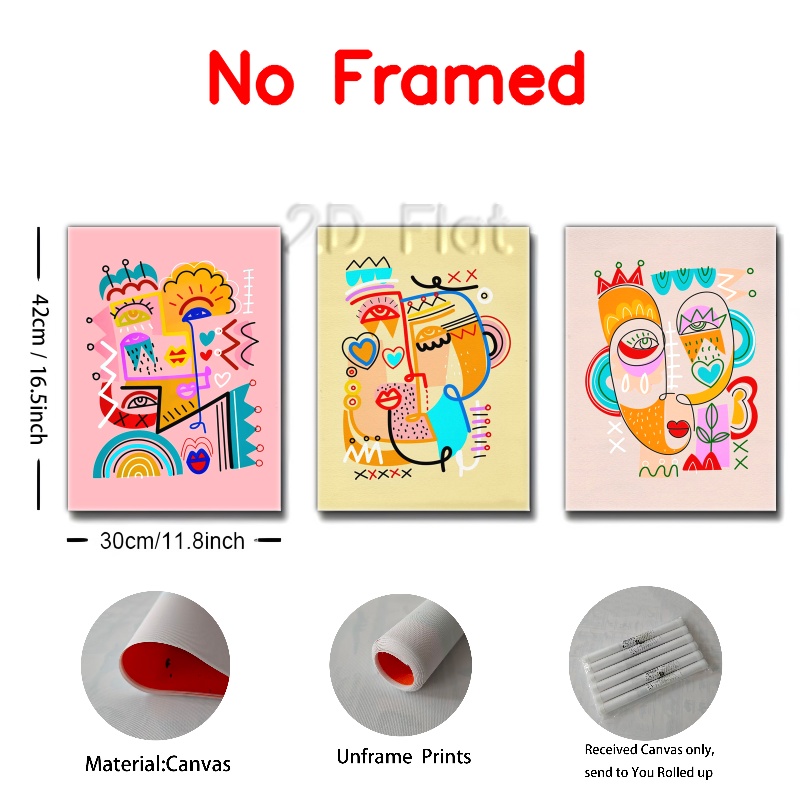 No Framed
2D Flat
42cm / 16.5inch
30cm/11.8inch
Material:Canvas
Unframe Prints
Received Canvas only,
send to You Rolled up